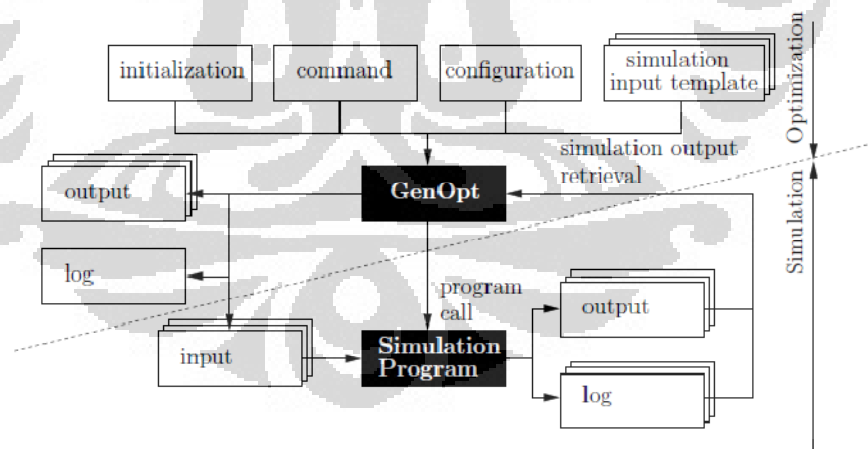 initialization
command
configuration
simulation
input template
Optimization
simulation output
retrieval
output
GenOpt
Simulation
log
program
call
output
input
Simulation
Program
log